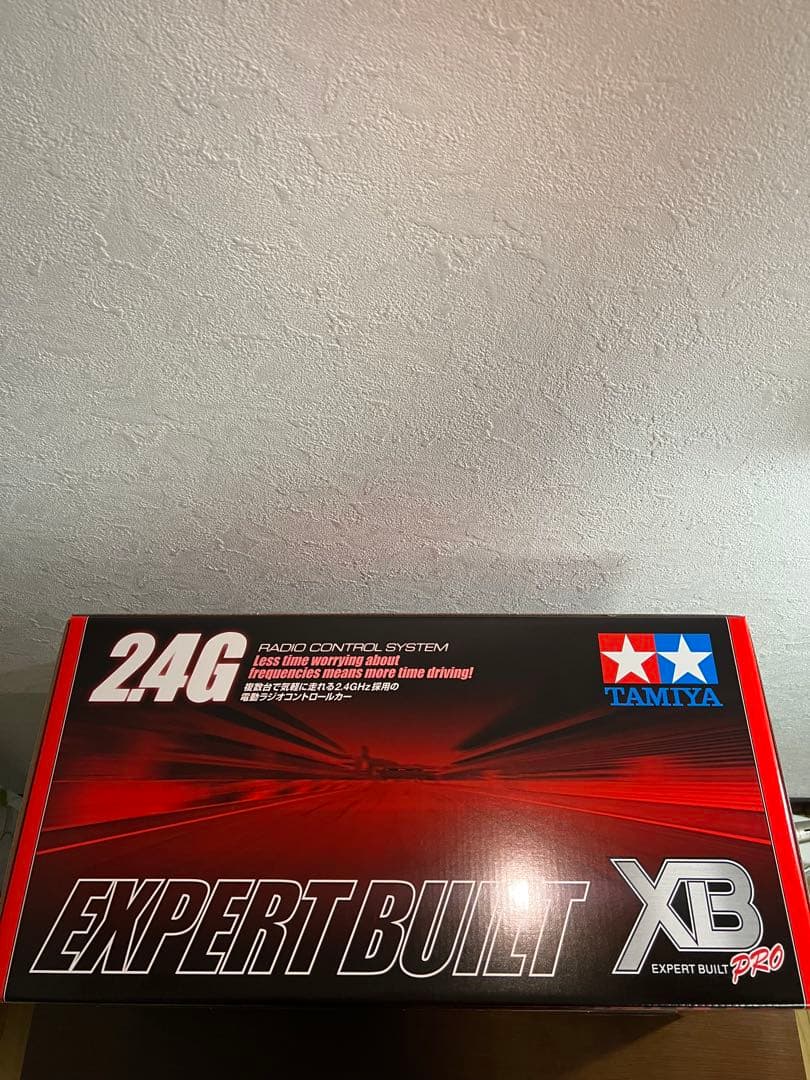 2.4G
RADIO CONTROL SYSTEM
Less time worrying about
frequencies means more time driving!
複数台で気軽に走れる2.4GHz採用の
電動ラジオコントロールカー
TAMIYA
EXPERT BUILT
XB
EXPERT BUILT PRO